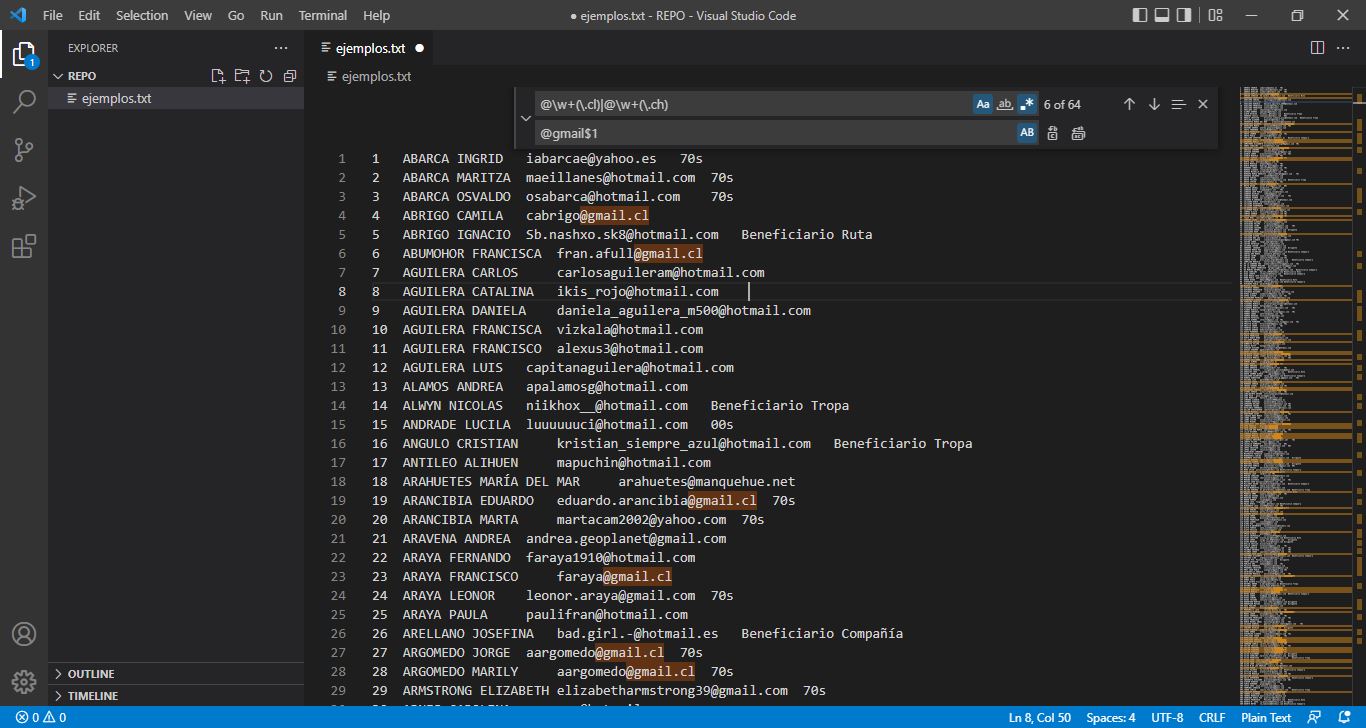 File Edit Selection View Go Run Terminal Help
● ejemplos.txt - REPO - Visual Studio Code
1
EXPLORER
REPO
ejemplos.txt
OUTLINE
TIMELINE
ejemplos.txt
ejemplos.txt
@\w+(\.cl)|@\w+(\.ch) Aa ab 6 of 64
@gmail$1 AB
1 1 ABARCA INGRID iabarcae@yahoo.es 70s
2 2 ABARCA MARITZA maeillanes@hotmail.com 70s
3 3 ABARCA OSVALDO osabarca@hotmail.com 70s
4 4 ABRIGO CAMILA cabrigo@gmail.cl
5 5 ABRIGO IGNACIO Sb.nashxo.sk8@hotmail.com Beneficiario Ruta
6 6 ABUMOHOR FRANCISCA fran.afull@gmail.cl
7 7 AGUILERA CARLOS carlosaguileram@hotmail.com
8 8 AGUILERA CATALINA ikis_rojo@hotmail.com
9 9 AGUILERA DANIELA daniela_aguilera_m500@hotmail.com
10 10 AGUILERA FRANCISCA vizkala@hotmail.com
11 11 AGUILERA FRANCISCO alexus3@hotmail.com
12 12 AGUILERA LUIS capitanaguilera@hotmail.com
13 13 ALAMOS ANDREA apalamosg@hotmail.com
14 14 ALWYN NICOLAS niikhox__@hotmail.com Beneficiario Tropa
15 15 ANDRADE LUCILA luuuuuuci@hotmail.com 00s
16 16 ANGULO CRISTIAN kristian_siempre_azul@hotmail.com Beneficiario Tropa
17 17 ANTILEO ALIHUEN mapuchin@hotmail.com
18 18 ARAHUETES MARÍA DEL MAR arahuetes@manquehue.net
19 19 ARANCIBIA EDUARDO eduardo.arancibia@gmail.cl 70s
20 20 ARANCIBIA MARTA martacam2002@yahoo.com 70s
21 21 ARAVENA ANDREA andrea.geoplanet@gmail.com
22 22 ARAYA FERNANDO faraya1910@hotmail.com
23 23 ARAYA FRANCISCO faraya@gmail.cl
24 24 ARAYA LEONOR leonor.araya@gmail.com 70s
25 25 ARAYA PAULA paulifran@hotmail.com
26 26 ARELLANO JOSEFINA bad.girl.-@hotmail.es Beneficiario Compañía
27 27 ARGOMEDO JORGE aargomedo@gmail.cl 70s
28 28 ARGOMEDO MARILY aargomedo@gmail.cl 70s
29 29 ARMSTRONG ELIZABETH elizabetharmstrong39@gmail.com 70s
0 0 Ln 8, Col 50 Spaces: 4 UTF-8 CRLF Plain Text